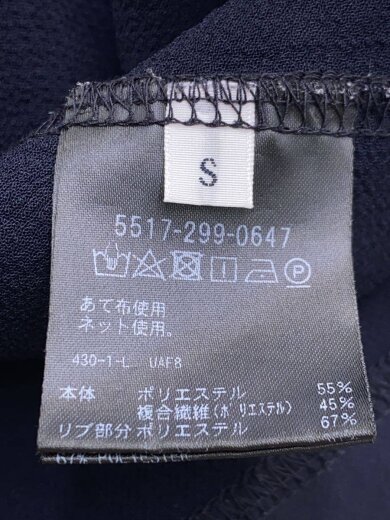 S
5517-299-0647
あて布使用
ネット使用。
430-1-L UAF8
本体 ポリエステル 55%
複合繊維(ポリエステル) 45%
リブ部分 ポリエステル 67%
67% POLYESTER